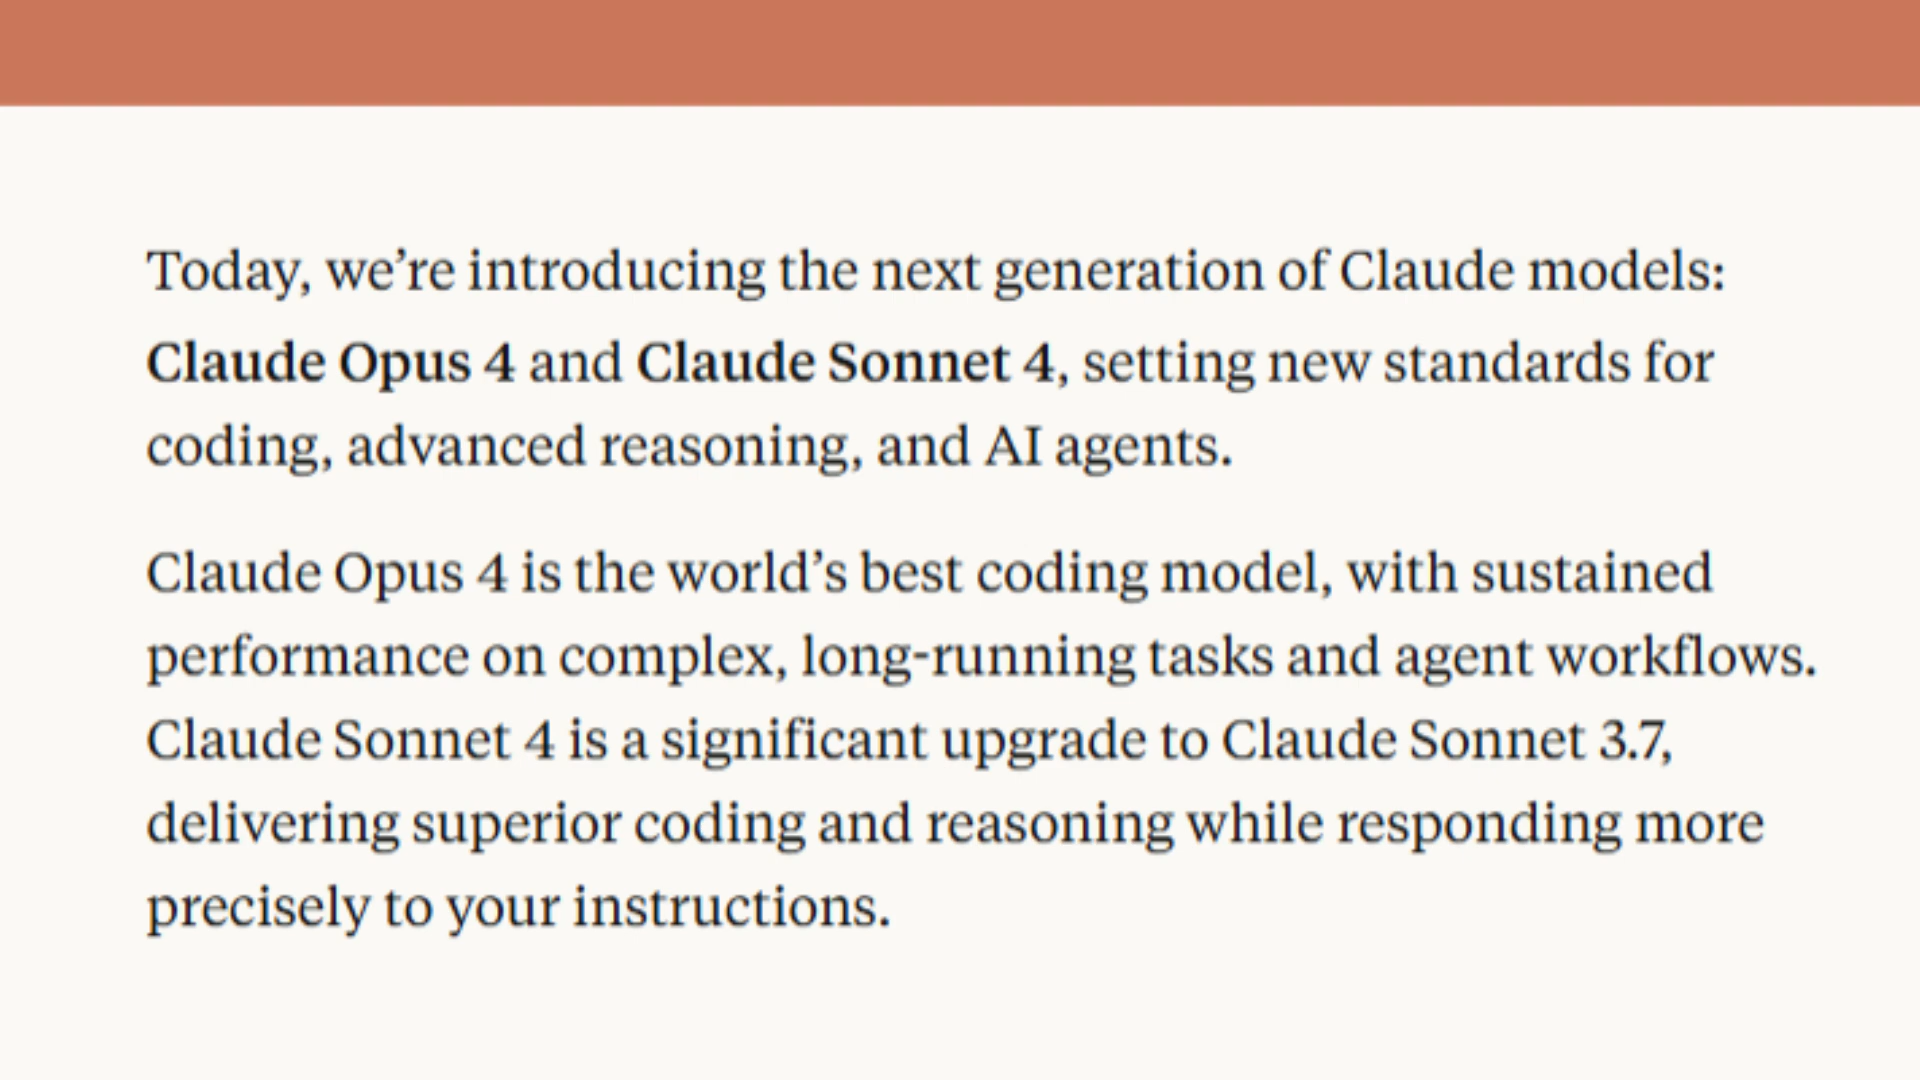 Today, we’re introducing the next generation of Claude models:
Claude Opus 4 and Claude Sonnet 4, setting new standards for
coding, advanced reasoning, and AI agents.
Claude Opus 4 is the world’s best coding model, with sustained
performance on complex, long-running tasks and agent workflows.
Claude Sonnet 4 is a significant upgrade to Claude Sonnet 3.7,
delivering superior coding and reasoning while responding more
precisely to your instructions.